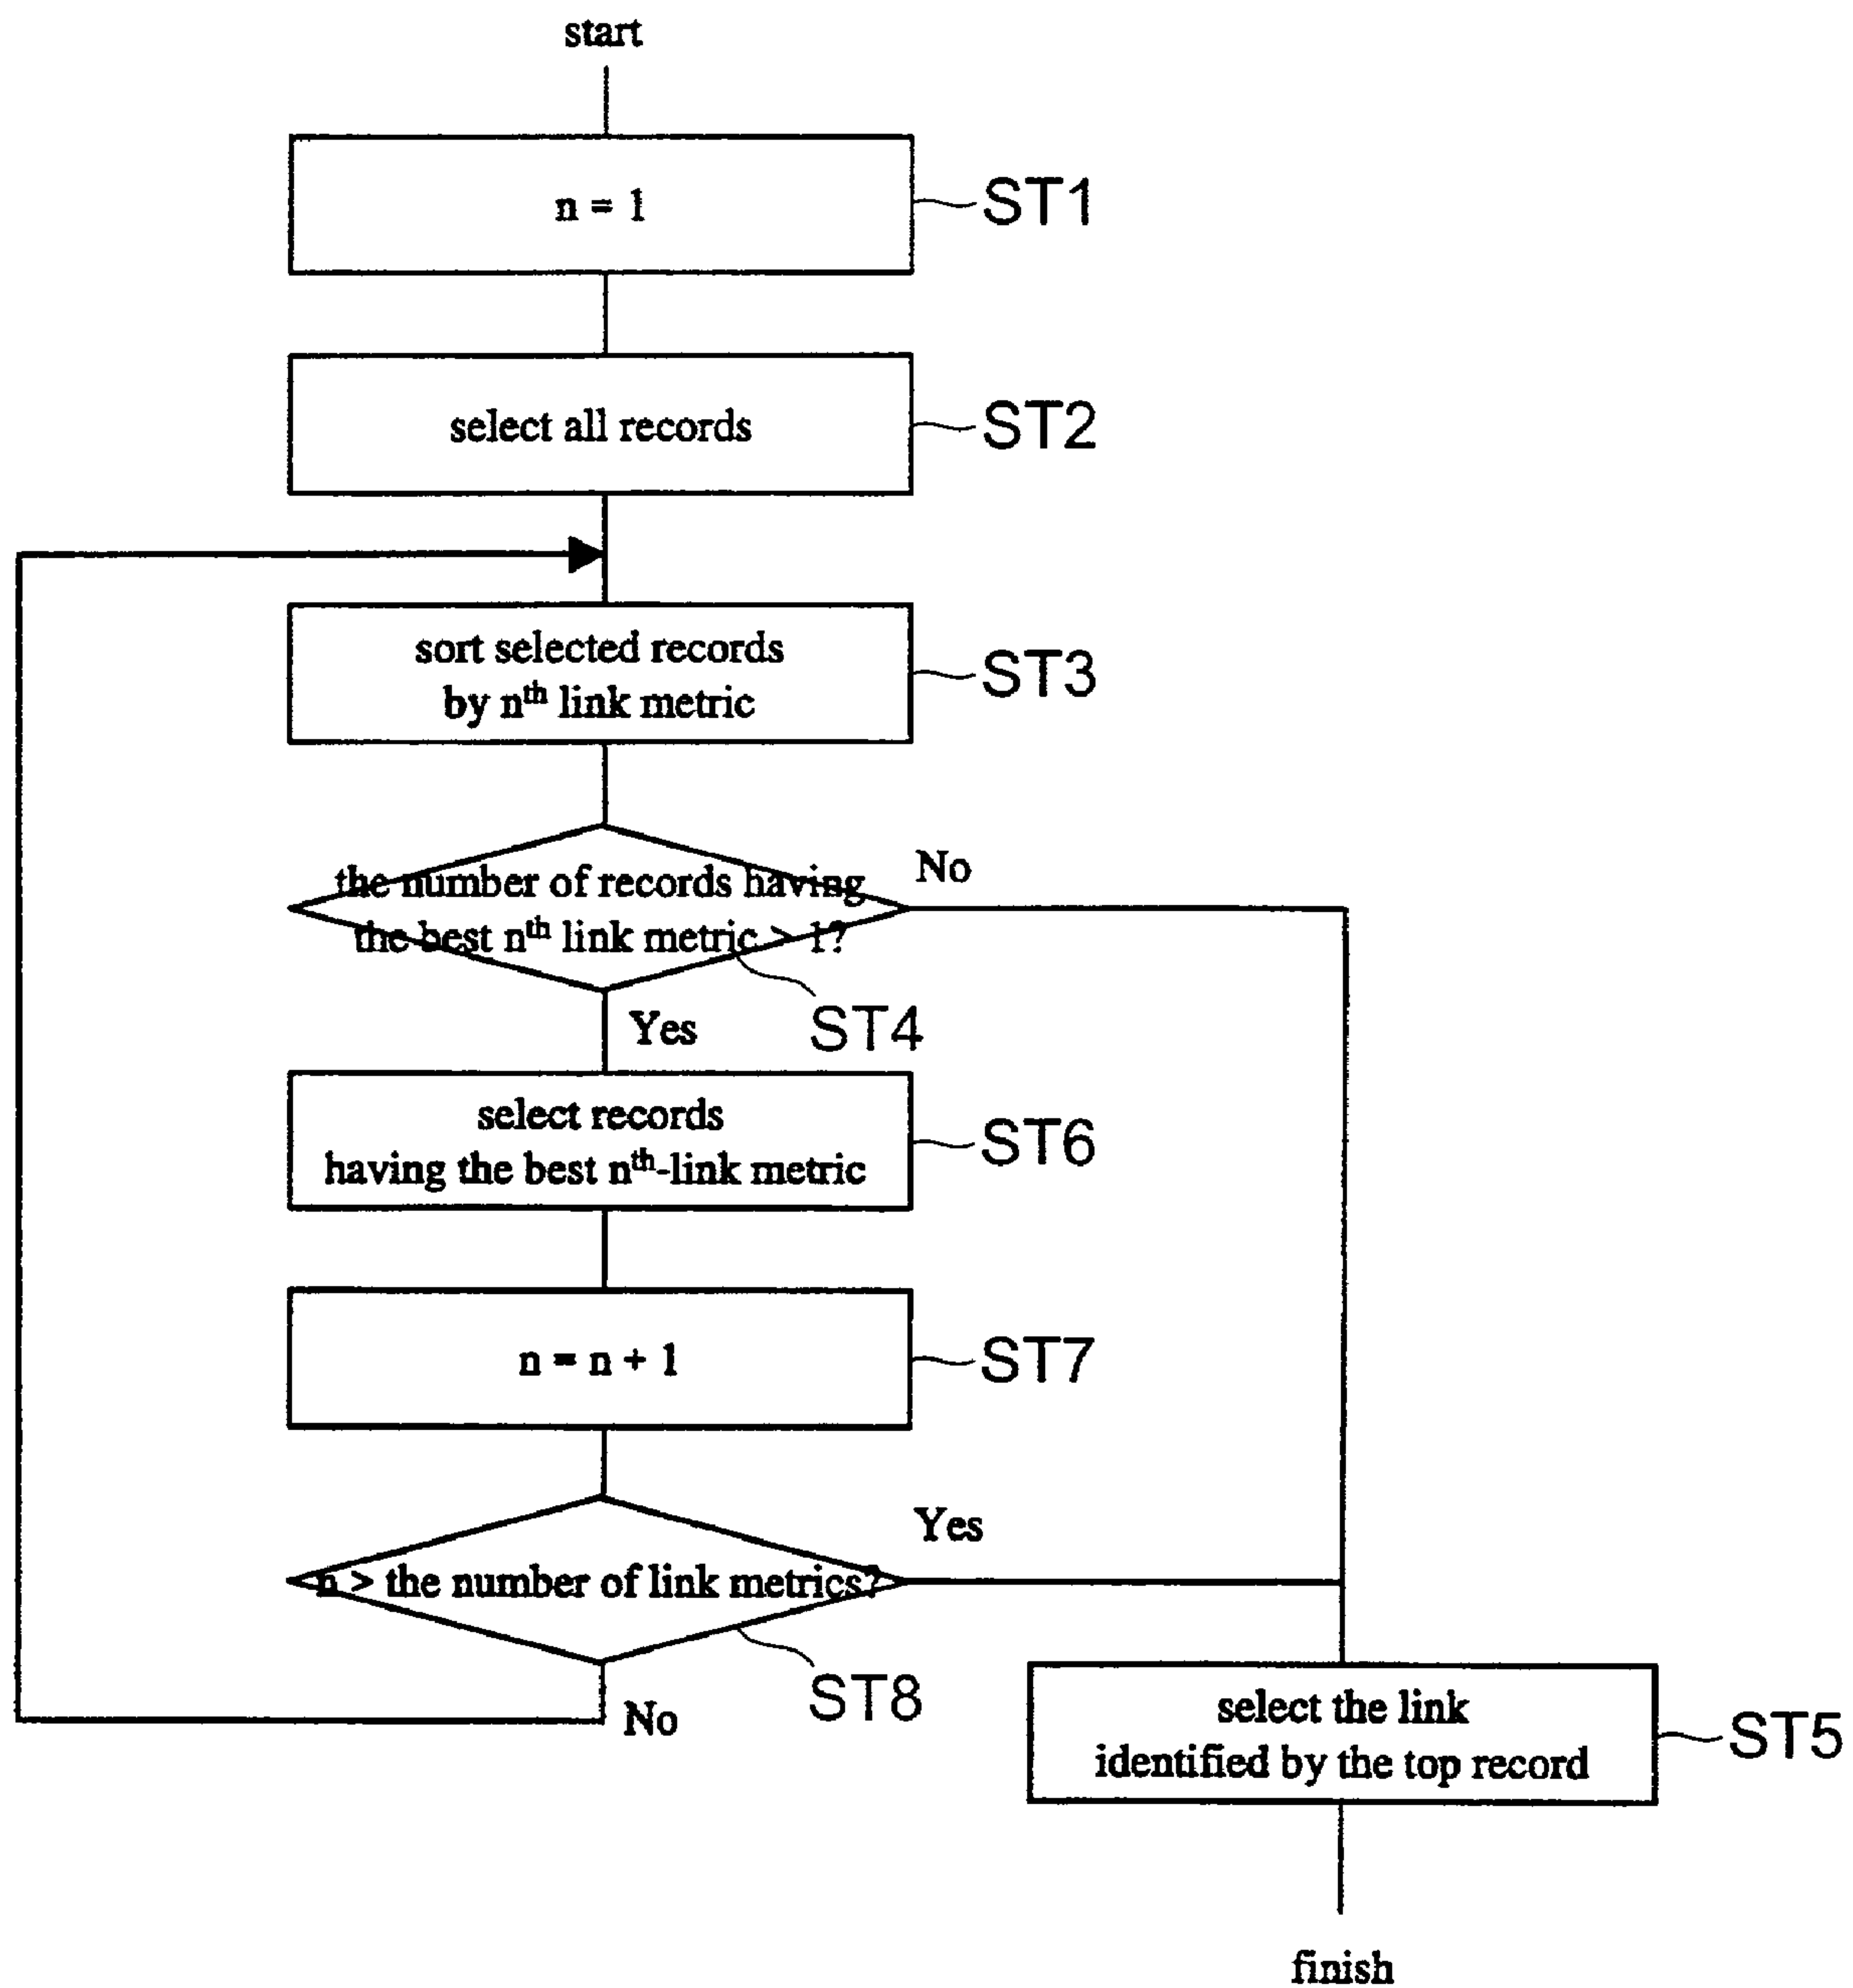 start
n = 1
ST1
select all records
ST2
sort selected records
by nth link metric
ST3
the number of records having
the best nth link metric > 1?
No
ST4
Yes
select records
having the best nth-link metric
ST6
n = n + 1
ST7
n > the number of link metrics?
Yes
ST8
No
select the link
identified by the top record
ST5
finish